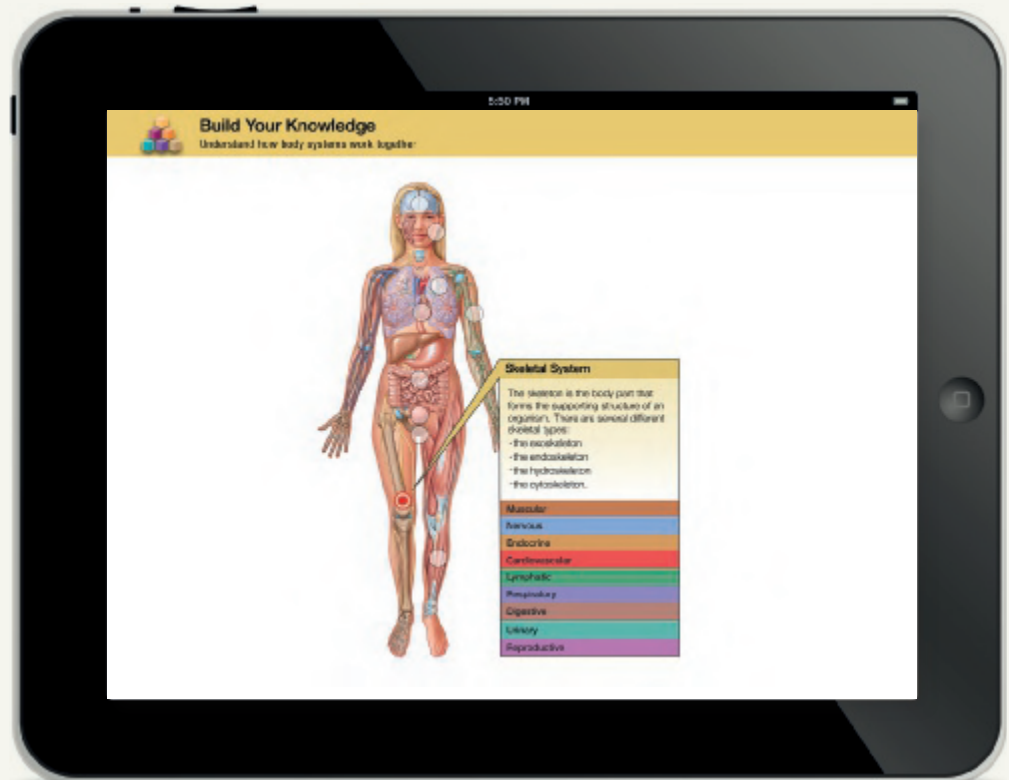 5:50 PM
Build Your Knowledge
Understand how body systems work together
Skeletal System
The skeleton is the body part that
forms the supporting structure of an
organism. There are several different
skeletal types:
-the exoskeleton
-the endoskeleton
-the hydroskeleton
-the cytoskeleton.
Muscular
Nervous
Endocrine
Cardiovascular
Lymphatic
Respiratory
Digestive
Urinary
Reproductive